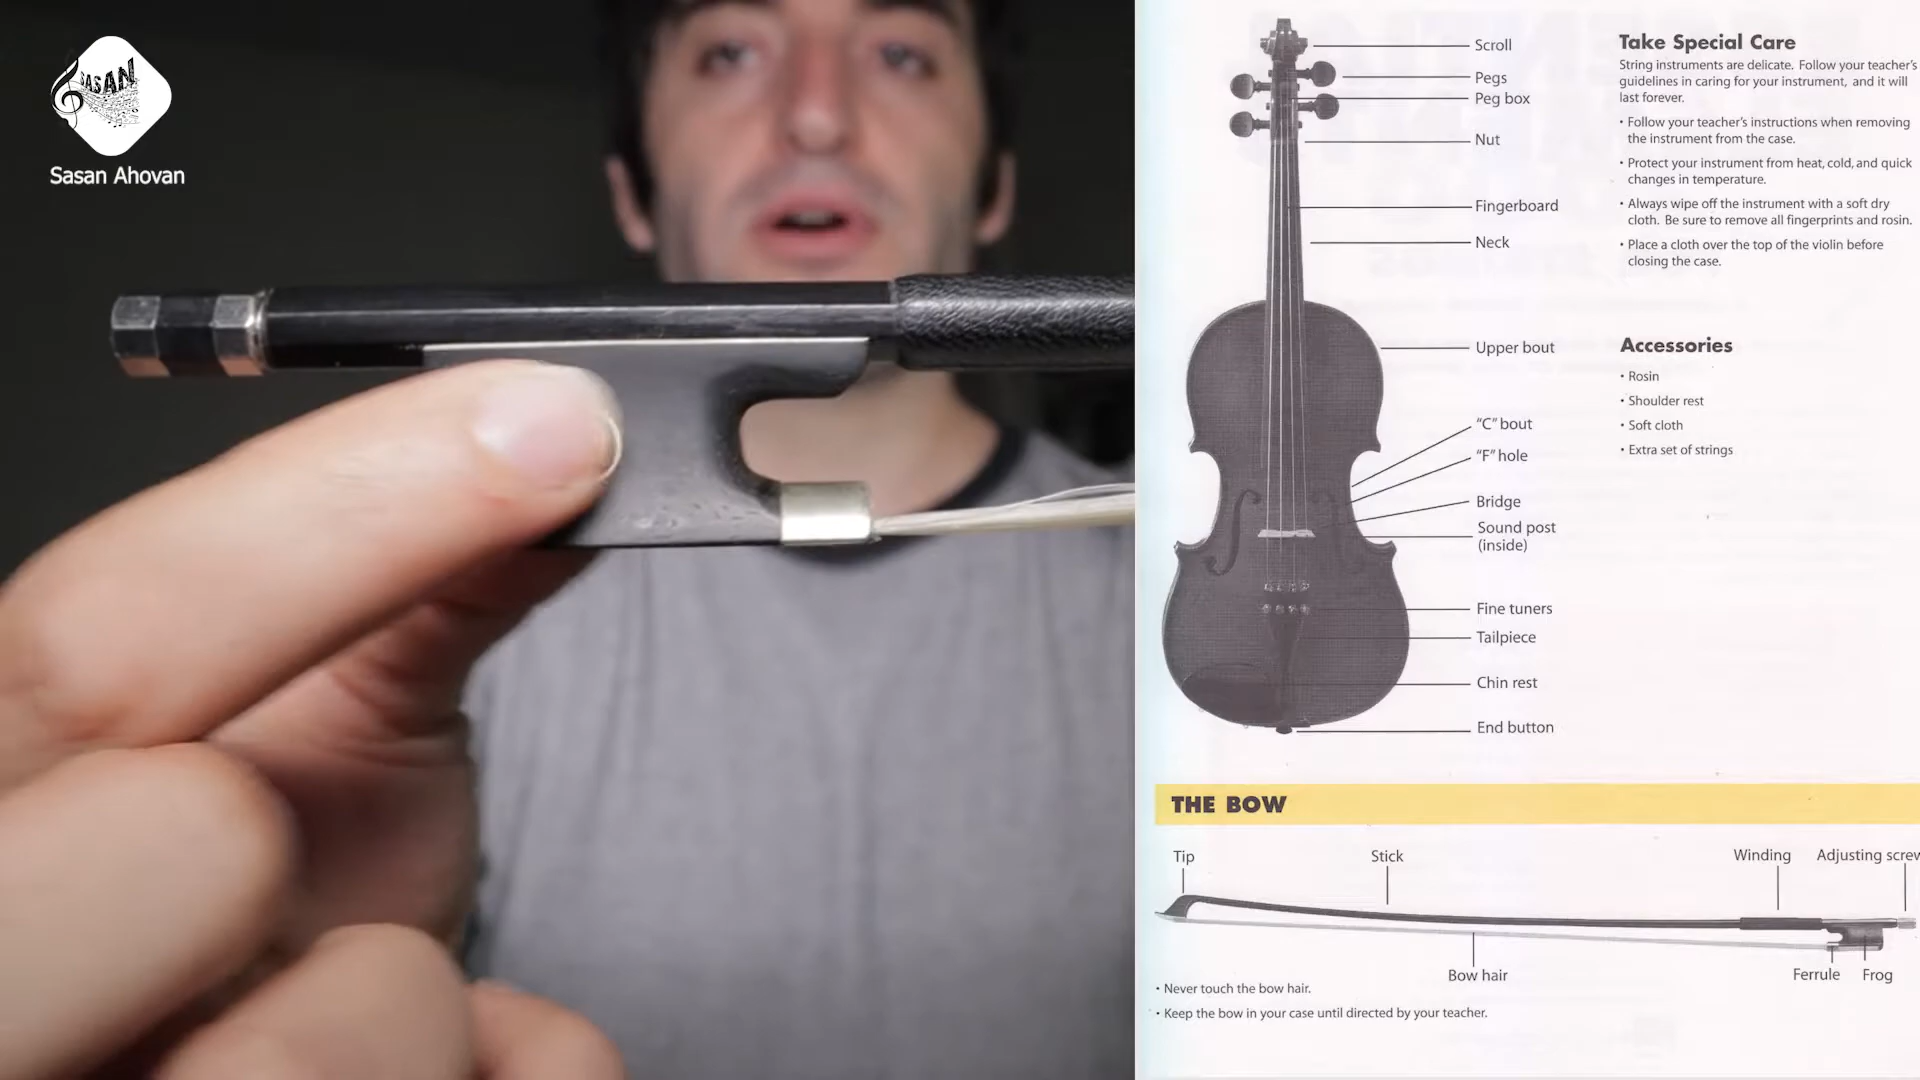 SASAN
Sasan Ahovan
Scroll
Pegs
Peg box
Nut
Fingerboard
Neck
Upper bout
“C” bout
“F” hole
Bridge
Sound post
(inside)
Fine tuners
Tailpiece
Chin rest
End button
Take Special Care
String instruments are delicate. Follow your teacher’s
guidelines in caring for your instrument, and it will
last forever.
• Follow your teacher’s instructions when removing
the instrument from the case.
• Protect your instrument from heat, cold, and quick
changes in temperature.
• Always wipe off the instrument with a soft dry
cloth. Be sure to remove all fingerprints and rosin.
• Place a cloth over the top of the violin before
closing the case.
Accessories
• Rosin
• Shoulder rest
• Soft cloth
• Extra set of strings
THE BOW
Tip
Stick
Winding
Adjusting screw
Bow hair
Ferrule
Frog
• Never touch the bow hair.
• Keep the bow in your case until directed by your teacher.